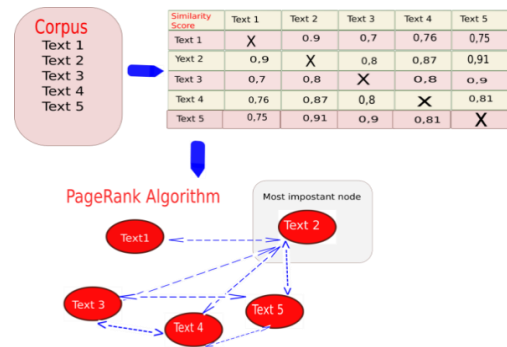 Corpus
Text 1
Text 2
Text 3
Text 4
Text 5
Similarity Score Text 1 Text 2 Text 3 Text 4 Text 5
Text 1 X 0.9 0,7 0,76 0,75
Yext 2 0,9 X 0,8 0,87 0,91
Text 3 0,7 0,8 X 0,8 0,9
Text 4 0,76 0,87 0,8 X 0,81
Text 5 0,75 0,91 0,9 0,81 X
PageRank Algorithm
Most impostant node
Text1
Text 2
Text 3
Text 4
Text 5